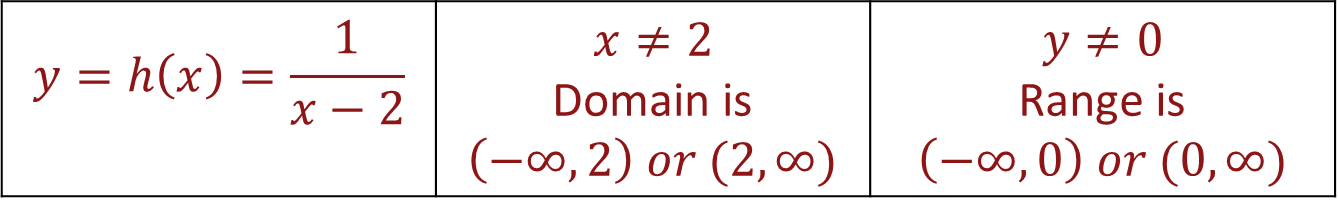 y = h(x) = 1/(x − 2)
x ≠ 2
Domain is
(−∞, 2) or (2, ∞)
y ≠ 0
Range is
(−∞, 0) or (0, ∞)